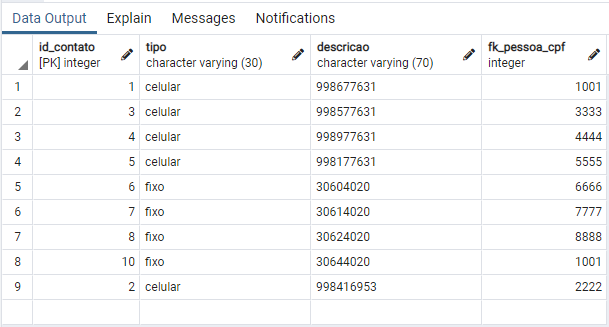 Data Output Explain Messages Notifications
id_contato tipo descricao fk_pessoa_cpf
[PK] integer character varying (30) character varying (70) integer
1 1 celular 998677631 1001
2 3 celular 998577631 3333
3 4 celular 998977631 4444
4 5 celular 998177631 5555
5 6 fixo 30604020 6666
6 7 fixo 30614020 7777
7 8 fixo 30624020 8888
8 10 fixo 30644020 1001
9 2 celular 998416953 2222